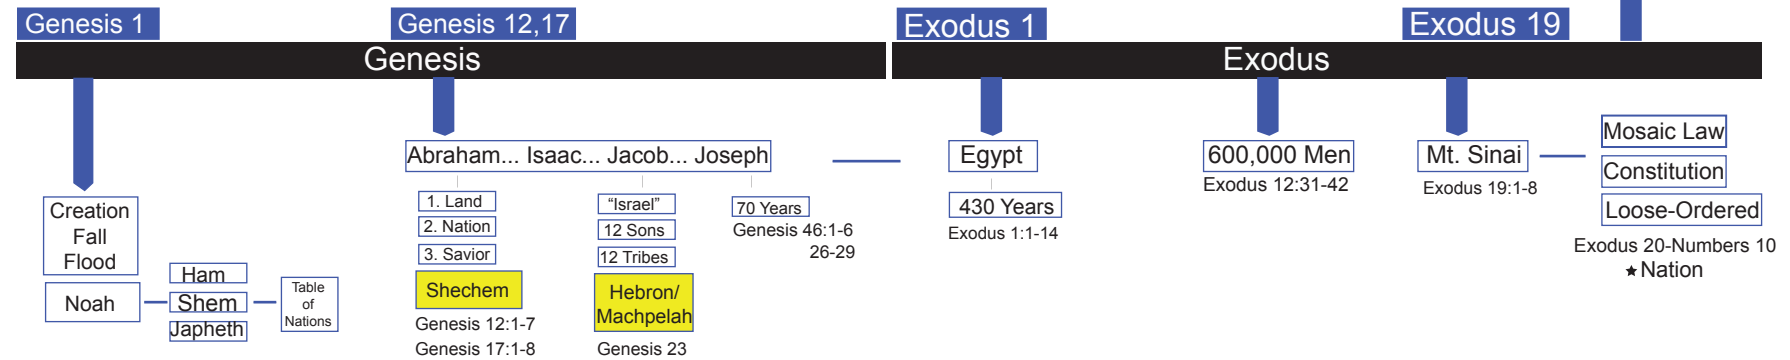 Genesis 1
Genesis 12,17
Exodus 1
Exodus 19
Genesis
Exodus
Creation
Fall
Flood
Noah
Ham
Shem
Japheth
Table
of
Nations
Abraham... Isaac... Jacob... Joseph
1. Land
2. Nation
3. Savior
Shechem
Genesis 12:1-7
Genesis 17:1-8
"Israel"
12 Sons
12 Tribes
Hebron/
Machpelah
Genesis 23
70 Years
Genesis 46:1-6
26-29
Egypt
430 Years
Exodus 1:1-14
600,000 Men
Exodus 12:31-42
Mt. Sinai
Exodus 19:1-8
Mosaic Law
Constitution
Loose-Ordered
Exodus 20-Numbers 10
★Nation